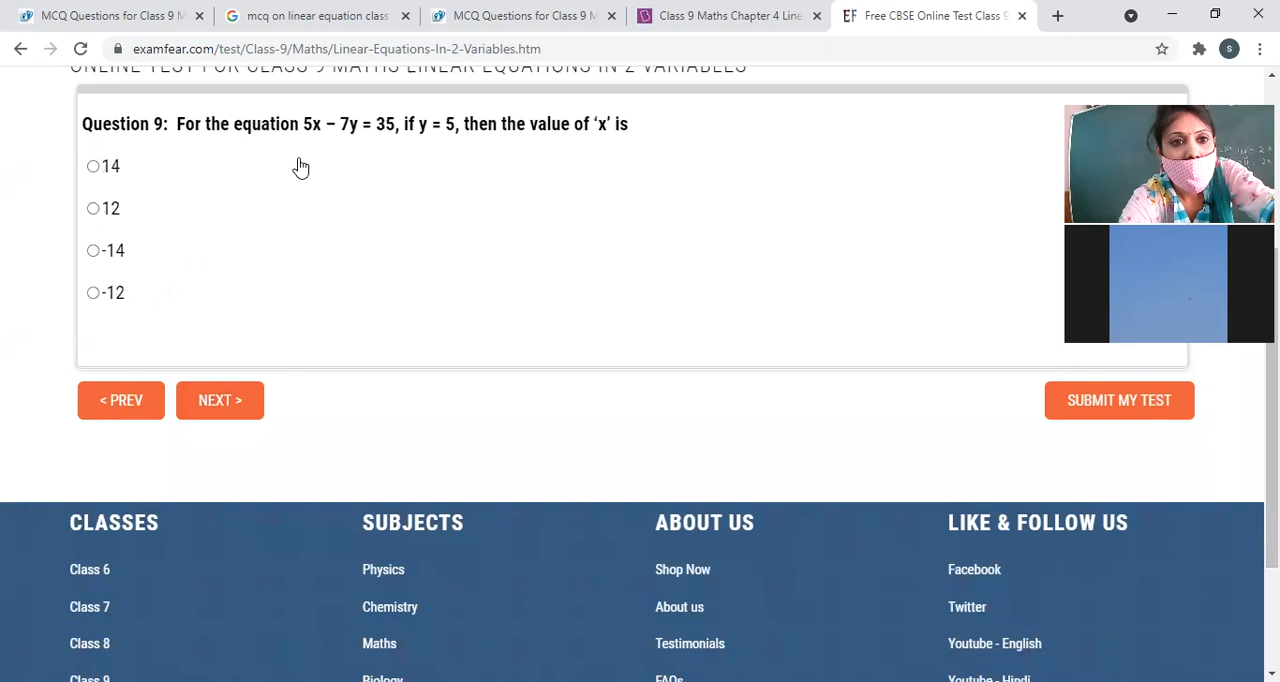 MCQ Questions for Class 9 M
mcq on linear equation class
MCQ Questions for Class 9 M
Class 9 Maths Chapter 4 Line
EF Free CBSE Online Test Class 9
examfear.com/test/Class-9/Maths/Linear-Equations-In-2-Variables.htm
S
ONLINE TEST FOR CLASS 9 MATHS LINEAR EQUATIONS IN 2 VARIABLES
Question 9: For the equation 5x – 7y = 35, if y = 5, then the value of ‘x’ is
14
12
-14
-12
< PREV NEXT > SUBMIT MY TEST
CLASSES SUBJECTS ABOUT US LIKE & FOLLOW US
Class 6 Physics Shop Now Facebook
Class 7 Chemistry About us Twitter
Class 8 Maths Testimonials Youtube - English
Class 9 Biology FAQs Youtube - Hindi